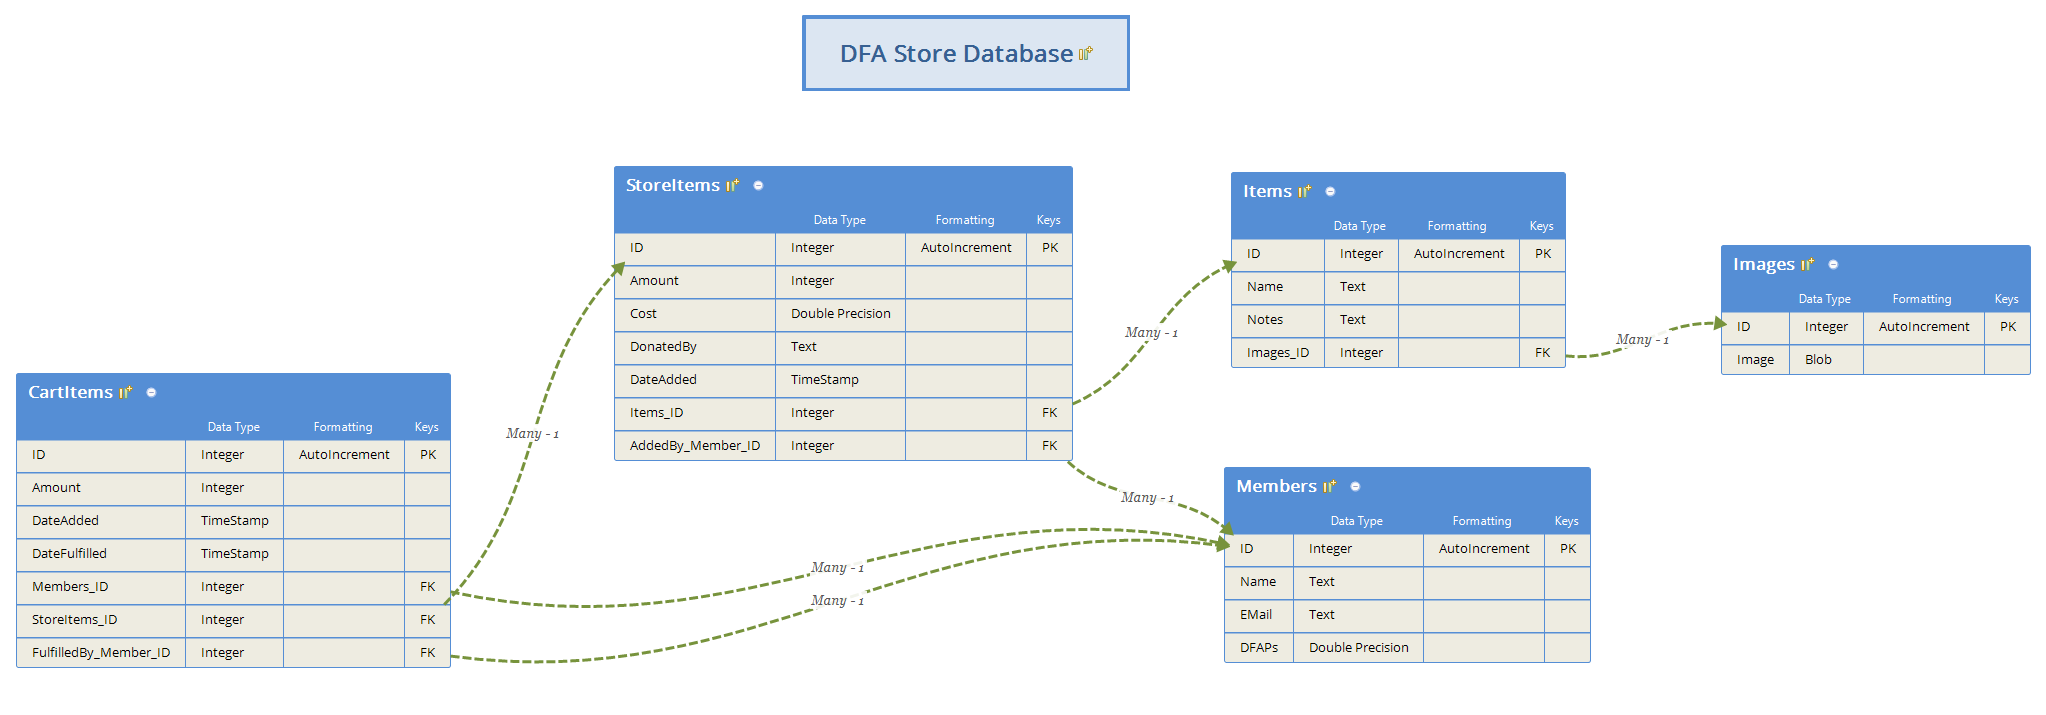 DFA Store Database
StoreItems
Data Type Formatting Keys
ID Integer AutoIncrement PK
Amount Integer
Cost Double Precision
DonatedBy Text
DateAdded TimeStamp
Items_ID Integer FK
AddedBy_Member_ID Integer FK
Items
Data Type Formatting Keys
ID Integer AutoIncrement PK
Name Text
Notes Text
Images_ID Integer FK
Images
Data Type Formatting Keys
ID Integer AutoIncrement PK
Image Blob
CartItems
Data Type Formatting Keys
ID Integer AutoIncrement PK
Amount Integer
DateAdded TimeStamp
DateFulfilled TimeStamp
Members_ID Integer FK
StoreItems_ID Integer FK
FulfilledBy_Member_ID Integer FK
Members
Data Type Formatting Keys
ID Integer AutoIncrement PK
Name Text
EMail Text
DFAPs Double Precision
Many - 1
Many - 1
Many - 1
Many - 1
Many - 1
Many - 1